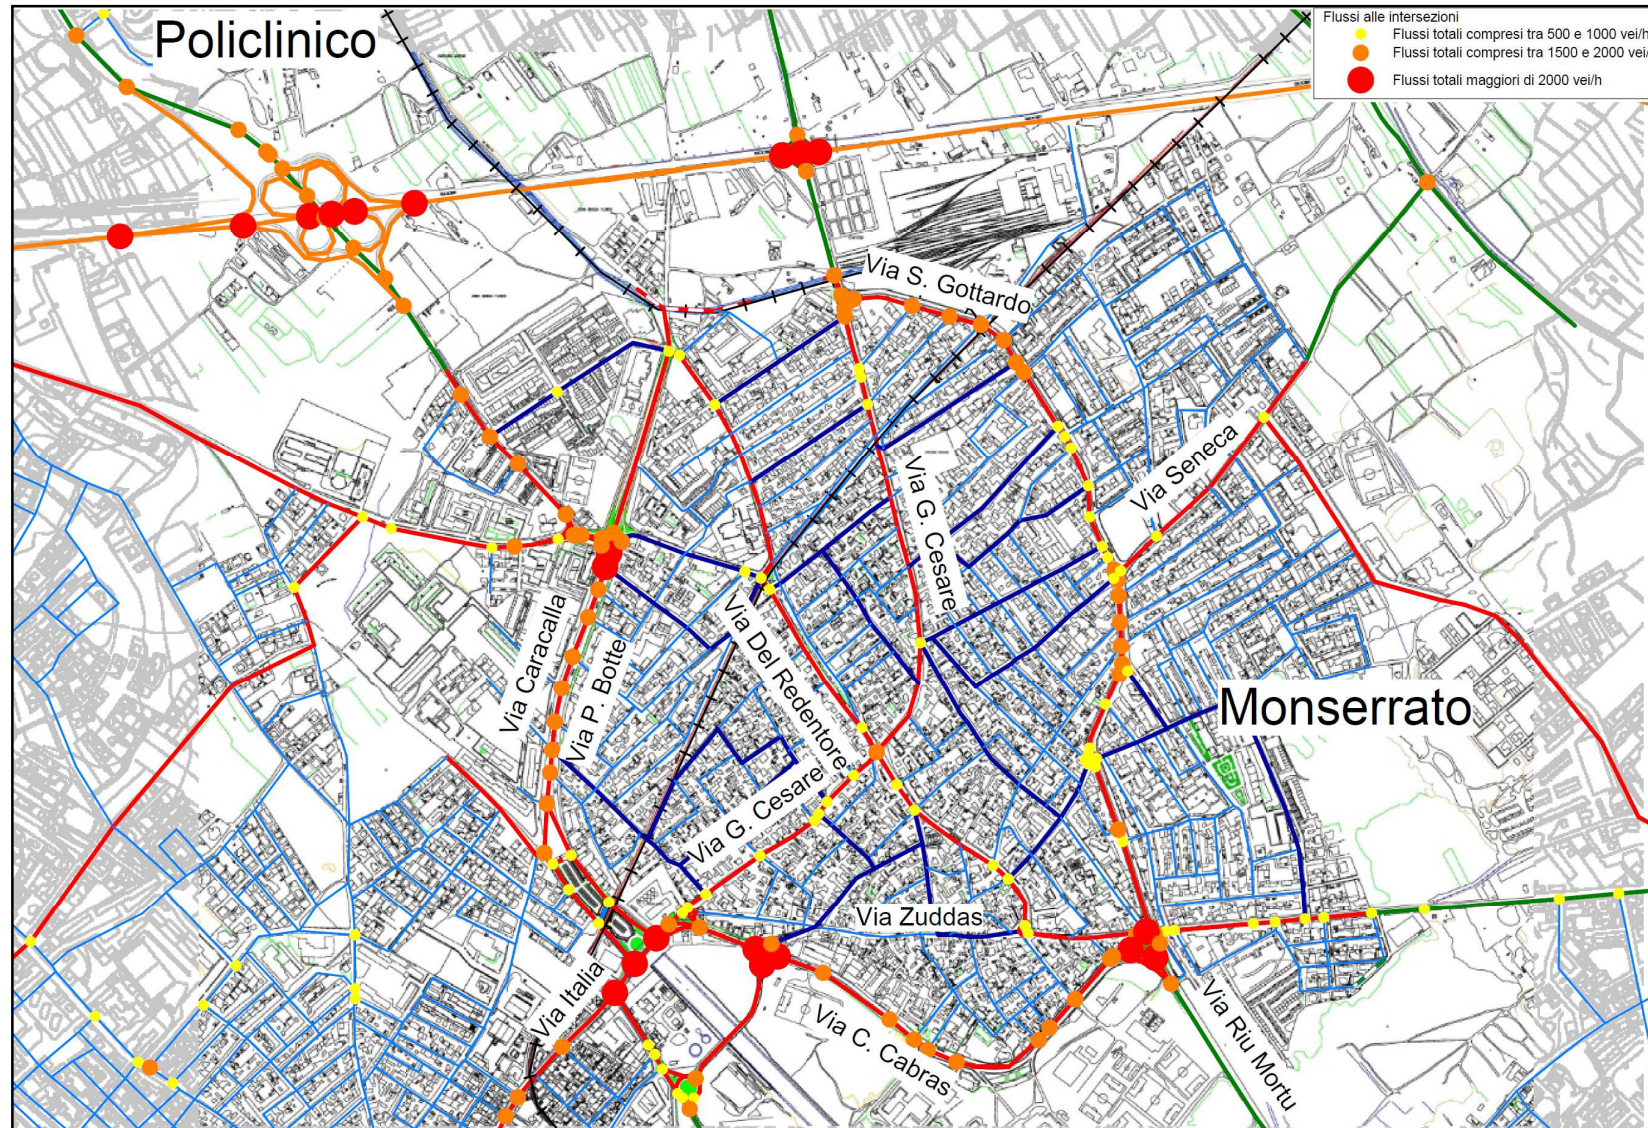 Policlinico
Flussi alle intersezioni
Flussi totali compresi tra 500 e 1000 vei/h
Flussi totali compresi tra 1500 e 2000 vei/
Flussi totali maggiori di 2000 vei/h
Via S. Gottardo
Via Seneca
Via G. Cesare
Via Caracalla
Via P. Botte
Via Del Redentore
Monserrato
Via G. Cesare
Via Zuddas
Via Italia
Via C. Cabras
Via Riu Mortu